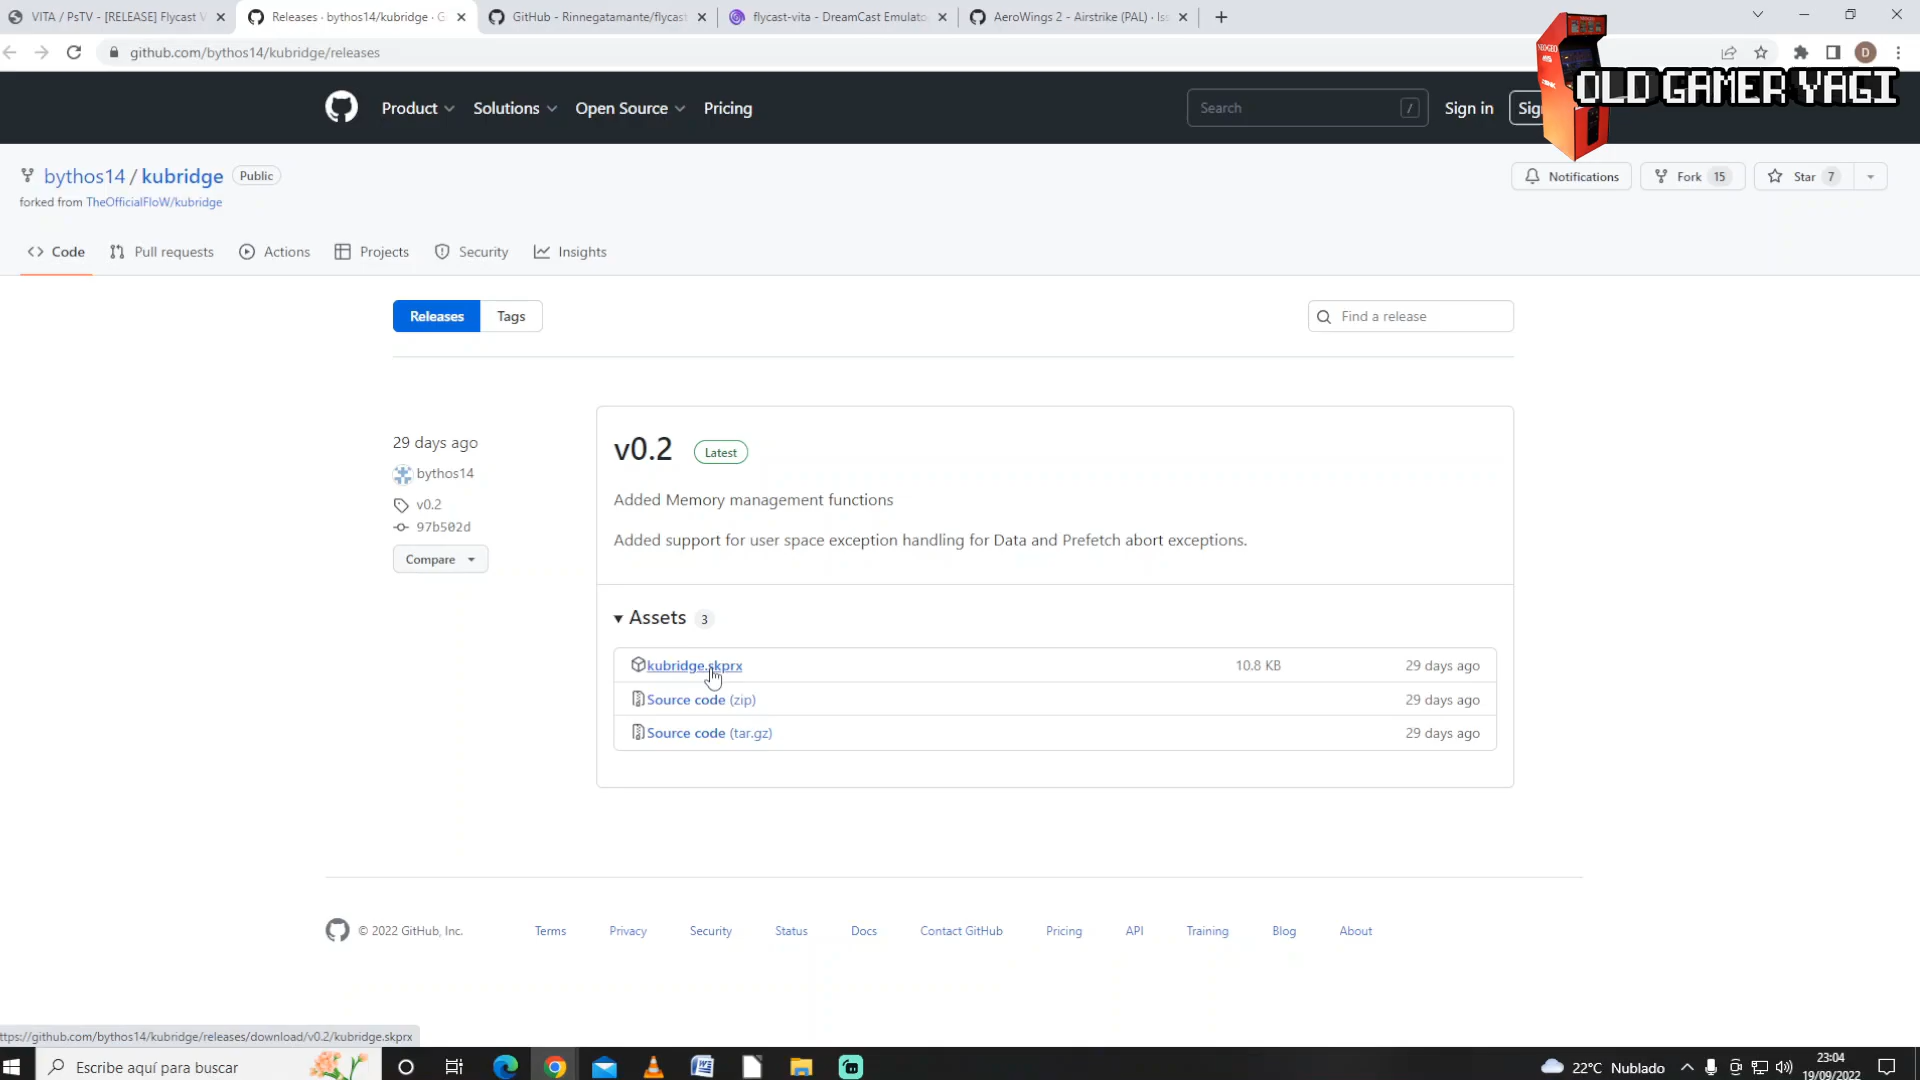 VITA / PsTV - [RELEASE] Flycast V
Releases · bythos14/kubridge · G
GitHub - Rinnegatamante/flycast
flycast-vita - DreamCast Emulato
AeroWings 2 - Airstrike (PAL) · Iss
github.com/bythos14/kubridge/releases
D
NEOGEO
OLD GAMER YAGI
Product
Solutions
Open Source
Pricing
Search /
Sign in
Sig
bythos14 / kubridge Public
Notifications
Fork 15
Star 7
forked from TheOfficialFloW/kubridge
Code
Pull requests
Actions
Projects
Security
Insights
Releases
Tags
Find a release
29 days ago
bythos14
v0.2
97b502d
Compare
v0.2 Latest
Added Memory management functions
Added support for user space exception handling for Data and Prefetch abort exceptions.
Assets 3
kubridge.skprx 10.8 KB 29 days ago
Source code (zip) 29 days ago
Source code (tar.gz) 29 days ago
© 2022 GitHub, Inc.
Terms
Privacy
Security
Status
Docs
Contact GitHub
Pricing
API
Training
Blog
About
ttps://github.com/bythos14/kubridge/releases/download/v0.2/kubridge.skprx
Escribe aquí para buscar
22°C Nublado
23:04
19/09/2022